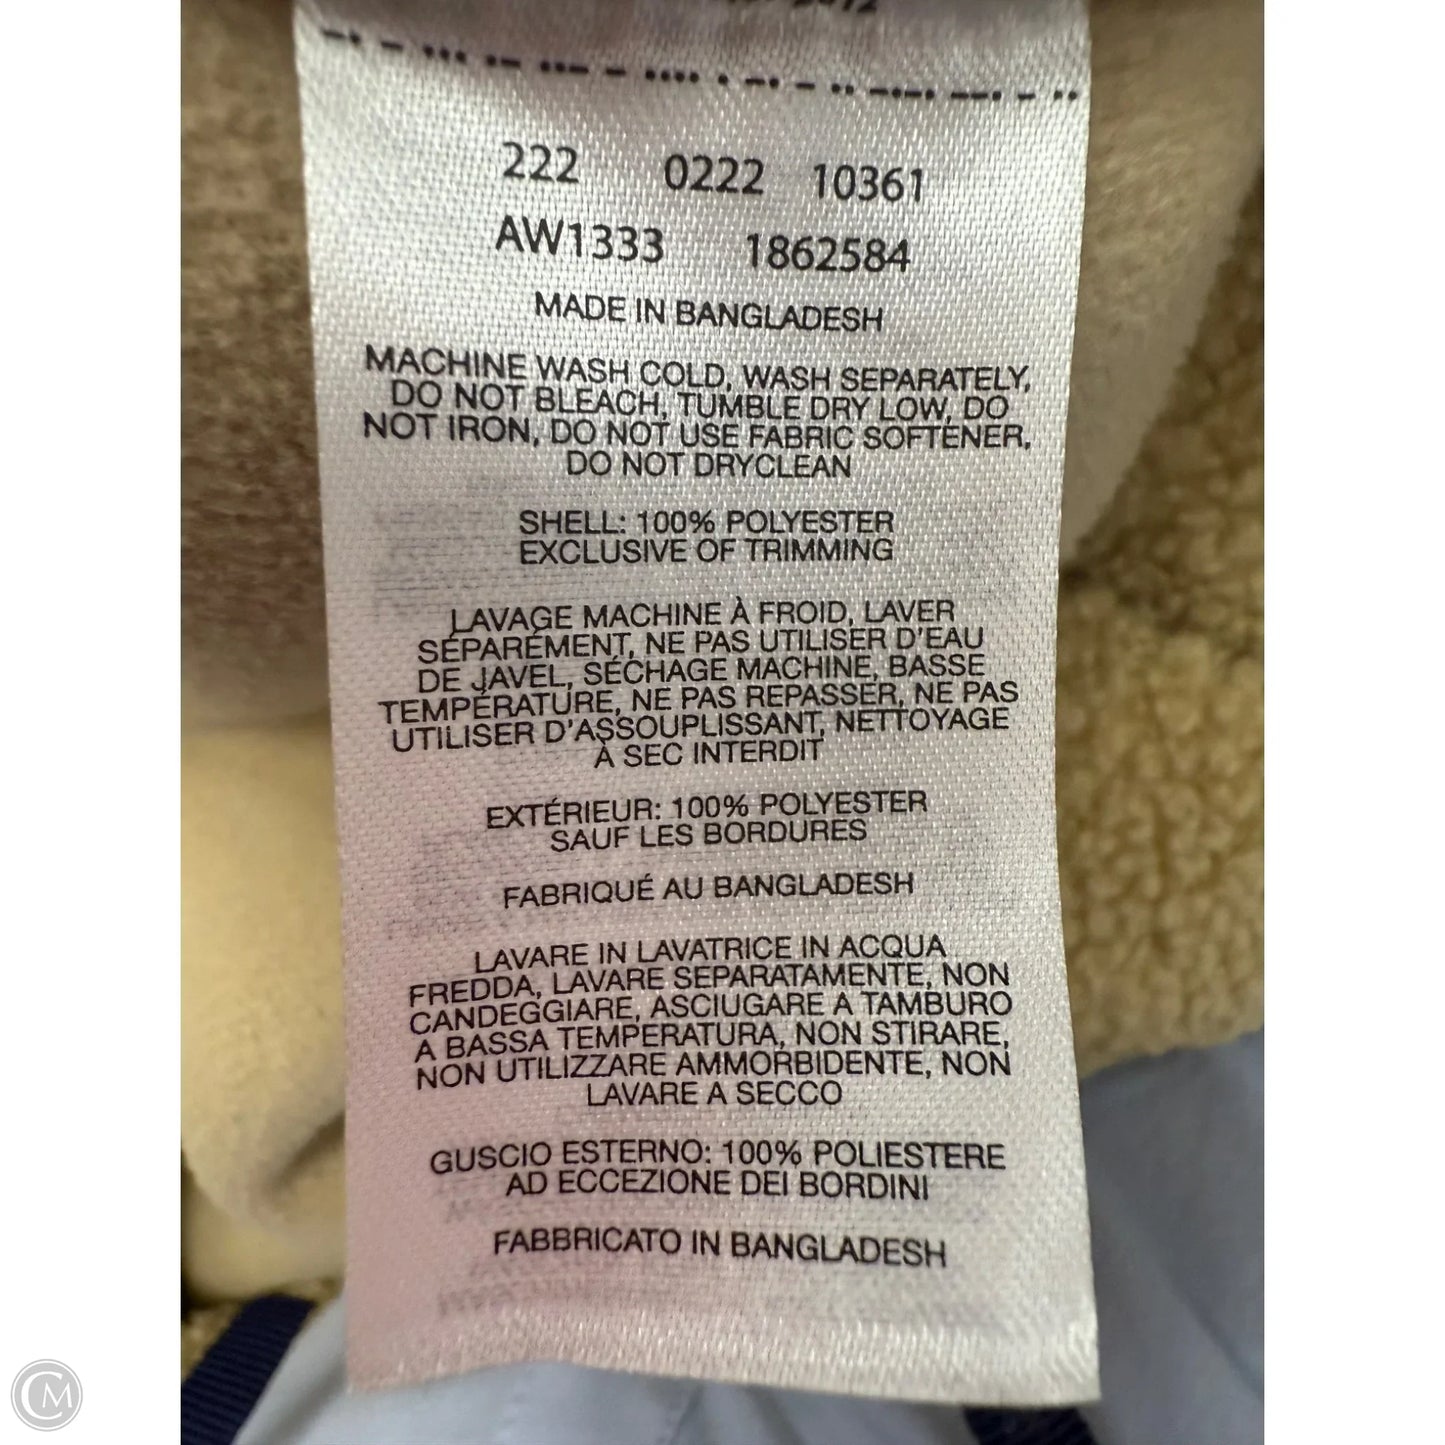 222 0222 10361
AW1333 1862584
MADE IN BANGLADESH
MACHINE WASH COLD, WASH SEPARATELY,
DO NOT BLEACH, TUMBLE DRY LOW, DO
NOT IRON, DO NOT USE FABRIC SOFTENER,
DO NOT DRYCLEAN
SHELL: 100% POLYESTER
EXCLUSIVE OF TRIMMING
LAVAGE MACHINE À FROID, LAVER
SÉPARÉMENT, NE PAS UTILISER D'EAU
DE JAVEL, SÉCHAGE MACHINE, BASSE
TEMPÉRATURE, NE PAS REPASSER, NE PAS
UTILISER D'ASSOUPLISSANT, NETTOYAGE
À SEC INTERDIT
EXTÉRIEUR: 100% POLYESTER
SAUF LES BORDURES
FABRIQUÉ AU BANGLADESH
LAVARE IN LAVATRICE IN ACQUA
FREDDA, LAVARE SEPARATAMENTE, NON
CANDEGGIARE, ASCIUGARE A TAMBURO
A BASSA TEMPERATURA, NON STIRARE,
NON UTILIZZARE AMMORBIDENTE, NON
LAVARE A SECCO
GUSCIO ESTERNO: 100% POLIESTERE
AD ECCEZIONE DEI BORDINI
FABBRICATO IN BANGLADESH
CM